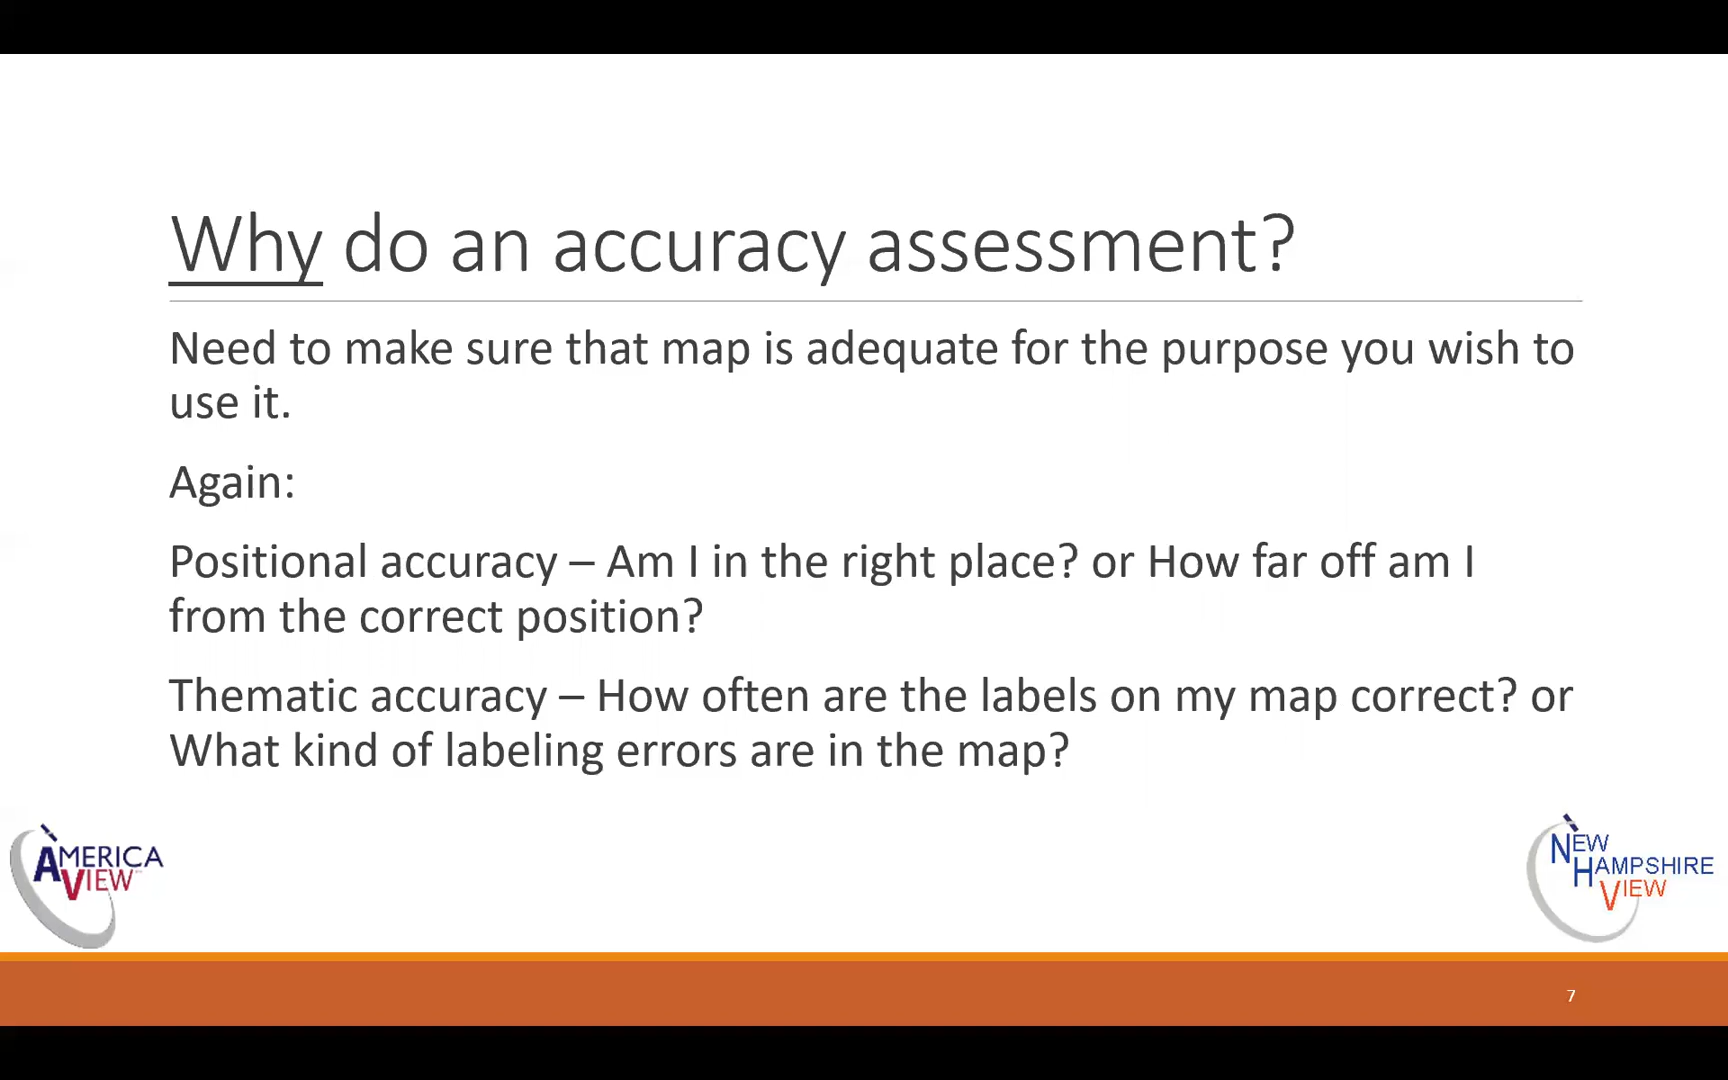 Why do an accuracy assessment?
Need to make sure that map is adequate for the purpose you wish to
use it.
Again:
Positional accuracy – Am I in the right place? or How far off am I
from the correct position?
Thematic accuracy – How often are the labels on my map correct? or
What kind of labeling errors are in the map?
AMERICA
VIEW
NEW
HAMPSHIRE
VIEW
7